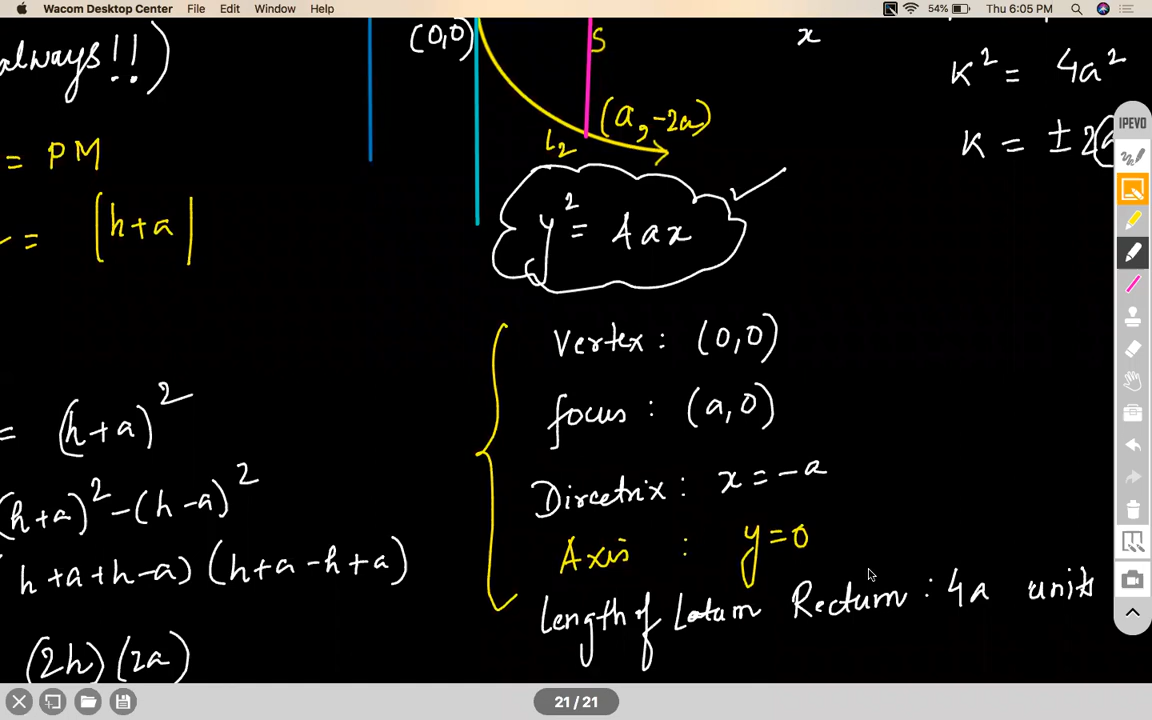 Wacom Desktop Center File Edit Window Help 54% Thu 6:05 PM
always!!)
= PM
= |h+a|
= (h+a)²
(h+a)² - (h-a)²
h+a+h-a) (h+a-h+a)
(2h) (2a)
(0,0)
S
x
(a, -2a)
L₂
y² = 4ax
Vertex : (0,0)
focus : (a,0)
Directrix : x = -a
Axis : y=0
Length of Latum Rectum : 4a units
K² = 4a²
K = ±2(a
IPEVO
21 / 21